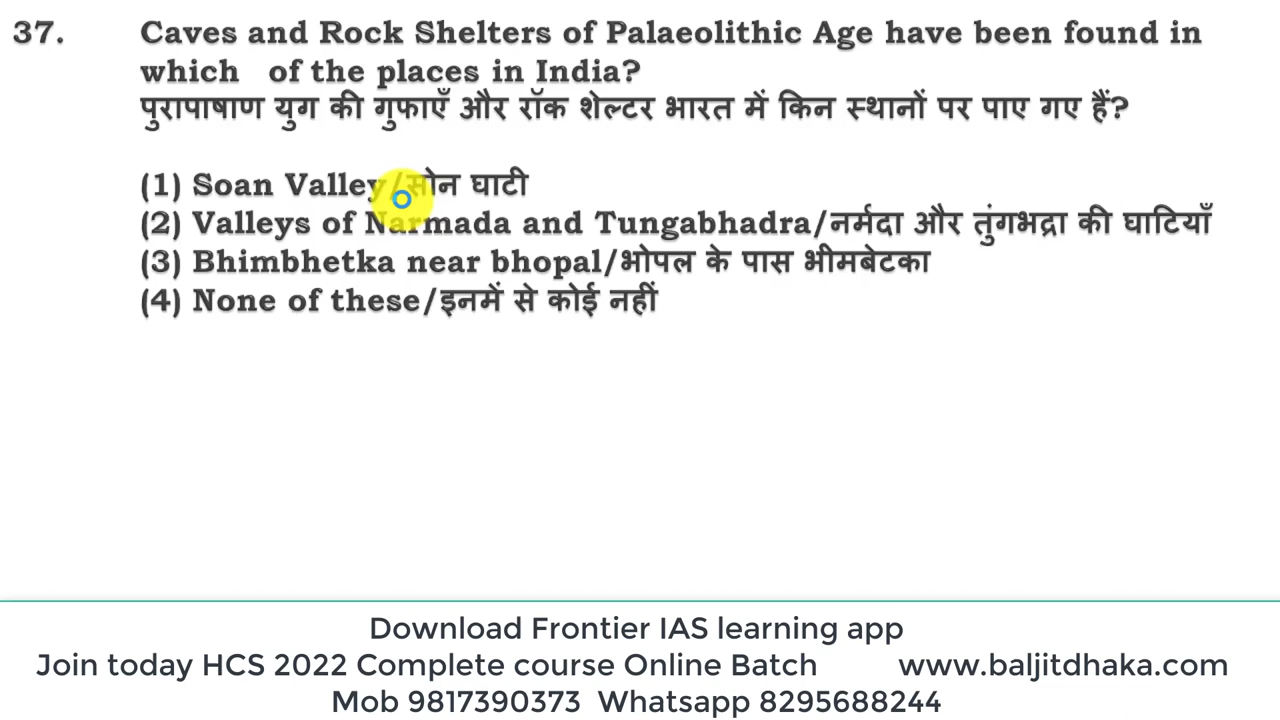 37. Caves and Rock Shelters of Palaeolithic Age have been found in
which of the places in India?
पुरापाषाण युग की गुफाएँ और रॉक शेल्टर भारत में किन स्थानों पर पाए गए हैं?
(1) Soan Valley/सोन घाटी
(2) Valleys of Narmada and Tungabhadra/नर्मदा और तुंगभद्रा की घाटियाँ
(3) Bhimbhetka near bhopal/भोपल के पास भीमबेटका
(4) None of these/इनमें से कोई नहीं
Download Frontier IAS learning app
Join today HCS 2022 Complete course Online Batch www.baljitdhaka.com
Mob 9817390373 Whatsapp 8295688244